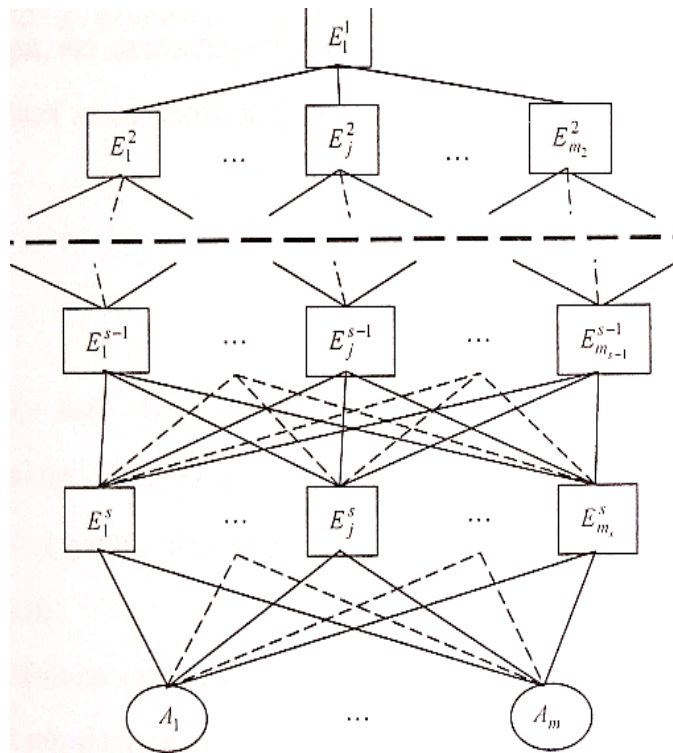 E_1^1
E_1^2 ... E_j^2 ... E_{m_2}^2
E_1^{s-1} ... E_j^{s-1} ... E_{m_{s-1}}^{s-1}
E_1^s ... E_j^s ... E_{m_s}^s
A_1 ... A_m